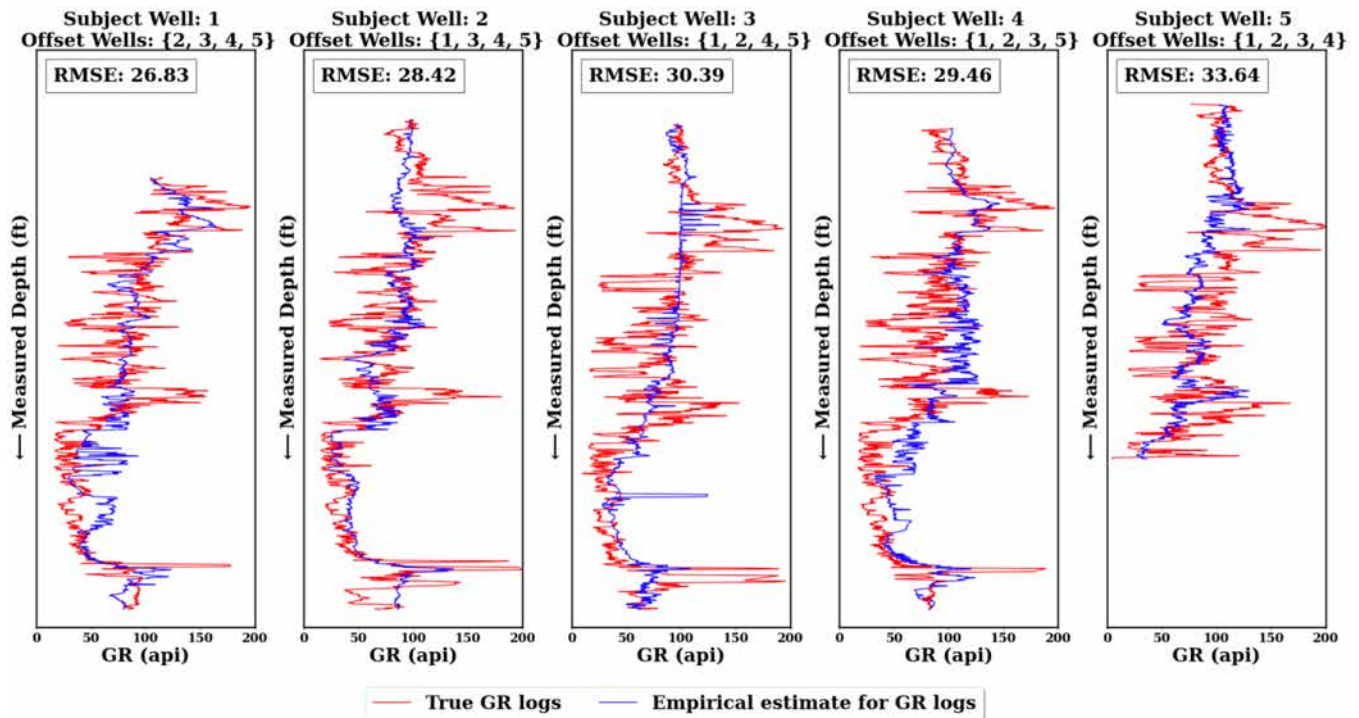 Subject Well: 1
Offset Wells: {2, 3, 4, 5}
RMSE: 26.83
← Measured Depth (ft)
0 50 100 150 200
GR (api)
Subject Well: 2
Offset Wells: {1, 3, 4, 5}
RMSE: 28.42
← Measured Depth (ft)
0 50 100 150 200
GR (api)
Subject Well: 3
Offset Wells: {1, 2, 4, 5}
RMSE: 30.39
← Measured Depth (ft)
0 50 100 150 200
GR (api)
Subject Well: 4
Offset Wells: {1, 2, 3, 5}
RMSE: 29.46
← Measured Depth (ft)
0 50 100 150 200
GR (api)
Subject Well: 5
Offset Wells: {1, 2, 3, 4}
RMSE: 33.64
← Measured Depth (ft)
0 50 100 150 200
GR (api)
True GR logs
Empirical estimate for GR logs